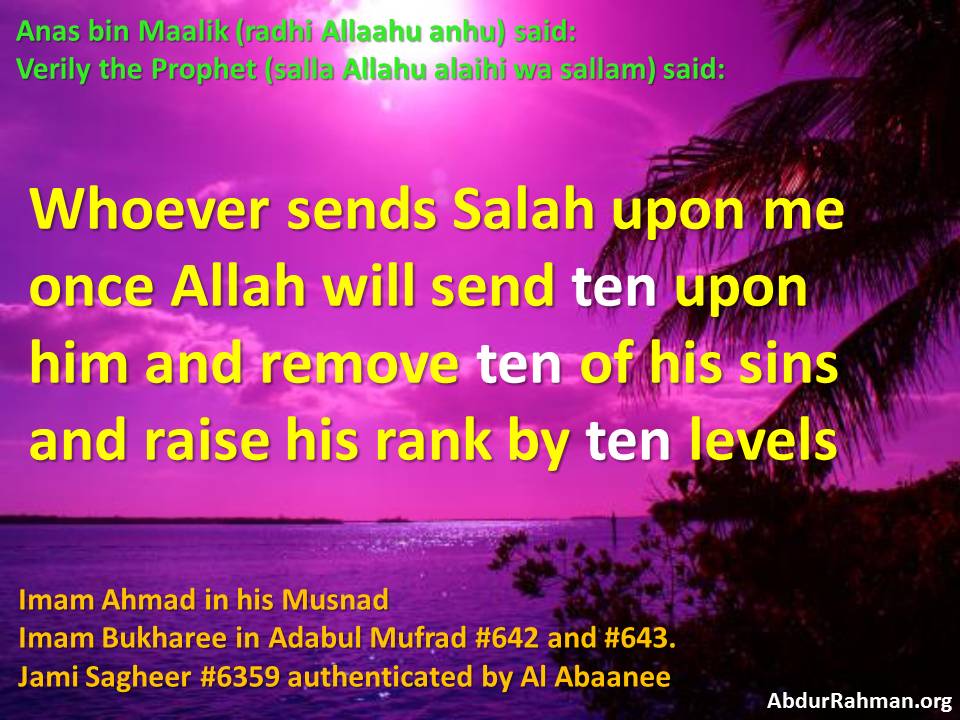 Anas bin Maalik (radhi Allaahu anhu) said:
Verily the Prophet (salla Allahu alaihi wa sallam) said:
Whoever sends Salah upon me
once Allah will send ten upon
him and remove ten of his sins
and raise his rank by ten levels
Imam Ahmad in his Musnad
Imam Bukharee in Adabul Mufrad #642 and #643.
Jami Sagheer #6359 authenticated by Al Abaanee
AbdurRahman.org